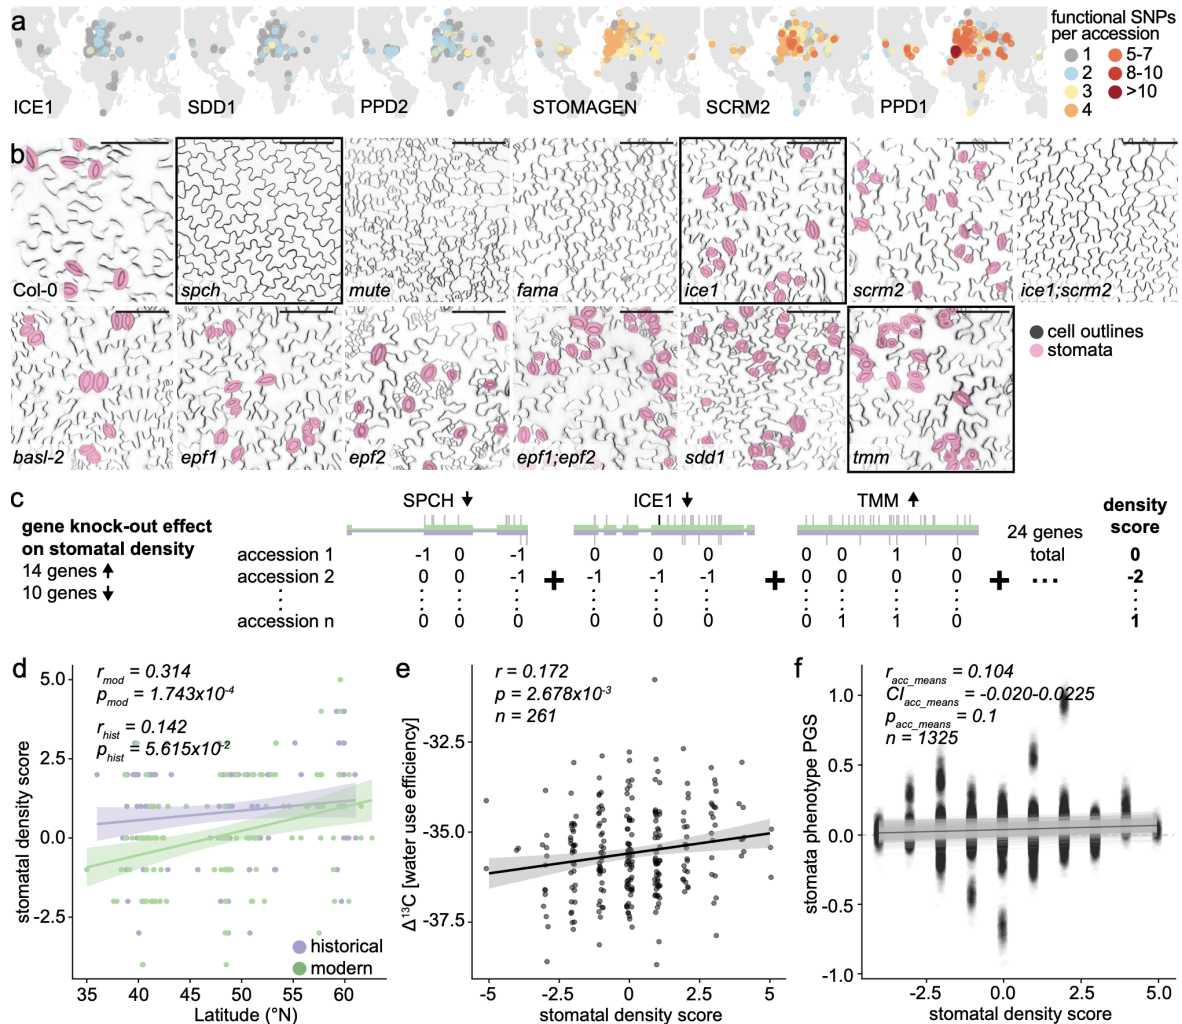 a
ICE1
SDD1
PPD2
STOMAGEN
SCRM2
PPD1
functional SNPs
per accession
1 5-7
2 8-10
3 >10
4
b
Col-0
spch
mute
fama
ice1
scrm2
ice1;scrm2
basl-2
epf1
epf2
epf1;epf2
sdd1
tmm
cell outlines
stomata
c
gene knock-out effect
on stomatal density
14 genes ↑
10 genes ↓
SPCH ↓ ICE1 ↓ TMM ↑
24 genes
total
density
score
accession 1 -1 0 -1 0 0 0 0 0 1 0 0
accession 2 0 0 -1 + -1 -1 -1 + 0 0 0 0 + ... -2
accession n 0 0 0 0 0 0 0 1 1 0 1
d
r_mod = 0.314
p_mod = 1.743x10^-4
r_hist = 0.142
p_hist = 5.615x10^-2
stomatal density score
5.0
2.5
0.0
-2.5
historical
modern
35 40 45 50 55 60
Latitude (°N)
e
r = 0.172
p = 2.678x10^-3
n = 261
Δ¹³C [water use efficiency]
-32.5
-35.0
-37.5
-5 -2.5 0.0 2.5 5
stomatal density score
f
r_acc_means = 0.104
CI_acc_means = -0.020-0.0225
p_acc_means = 0.1
n = 1325
stomata phenotype PGS
1.0
0.5
0.0
-0.5
-1.0
-2.5 0.0 2.5 5.0
stomatal density score